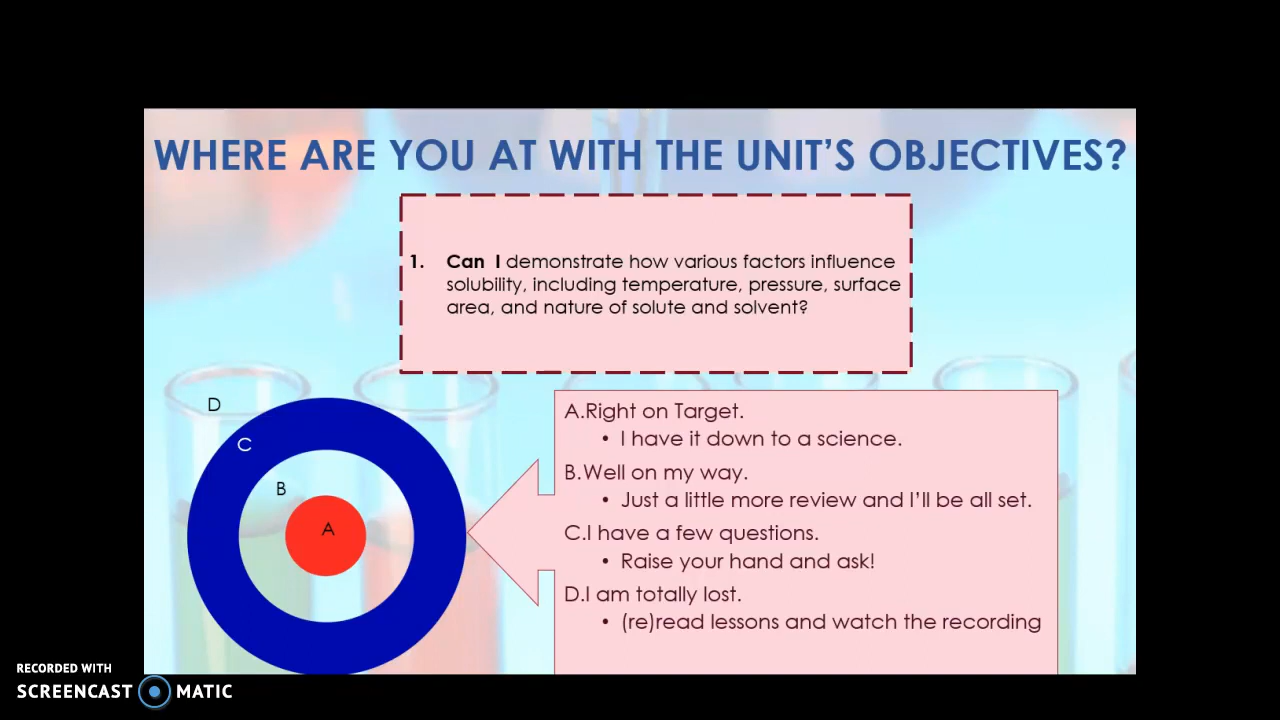 WHERE ARE YOU AT WITH THE UNIT'S OBJECTIVES?
1. Can I demonstrate how various factors influence
solubility, including temperature, pressure, surface
area, and nature of solute and solvent?
D
C
B
A
A.Right on Target.
• I have it down to a science.
B.Well on my way.
• Just a little more review and I'll be all set.
C.I have a few questions.
• Raise your hand and ask!
D.I am totally lost.
• (re)read lessons and watch the recording
RECORDED WITH
SCREENCAST MATIC